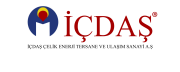 İÇDAŞ®
İÇDAŞ ÇELİK ENERJİ TERSANE VE ULAŞIM SANAYİ A.Ş.